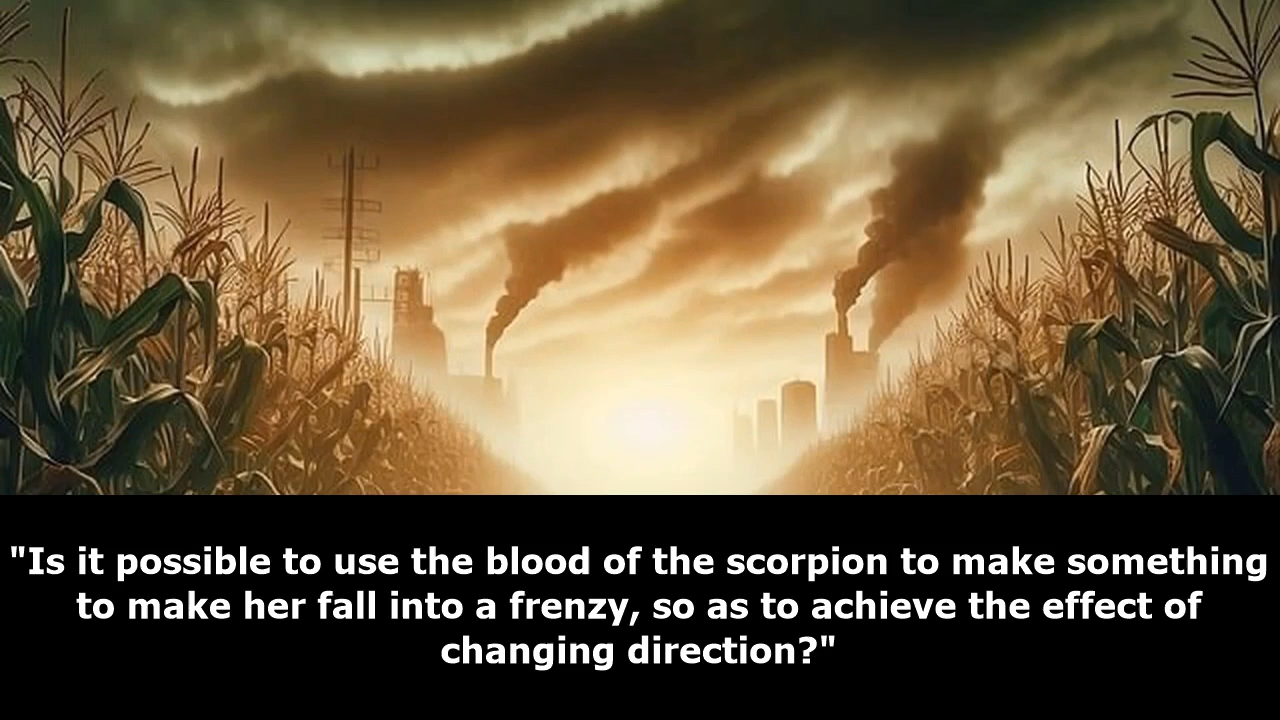 "Is it possible to use the blood of the scorpion to make something
to make her fall into a frenzy, so as to achieve the effect of
changing direction?"